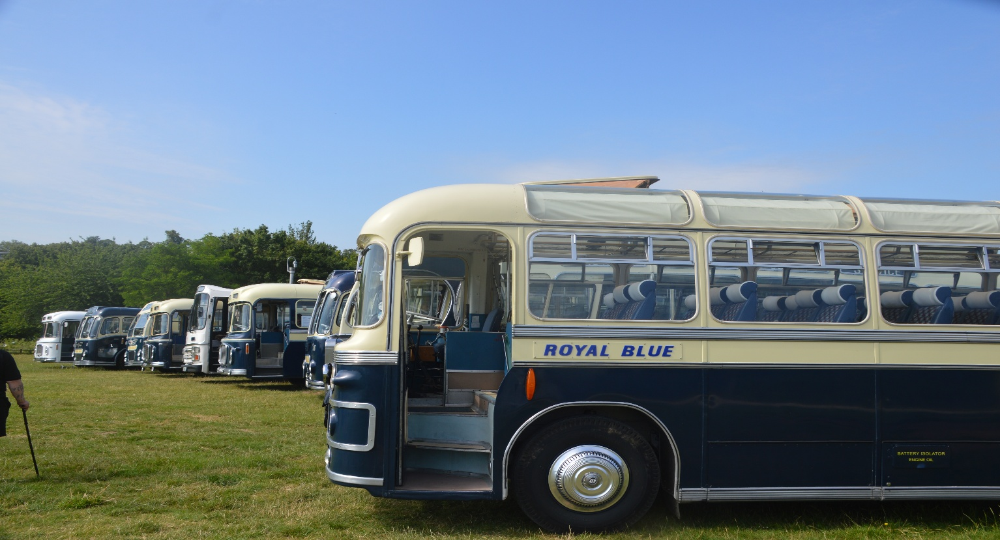 ROYAL BLUE
BATTERY ISOLATOR
ENGINE OIL